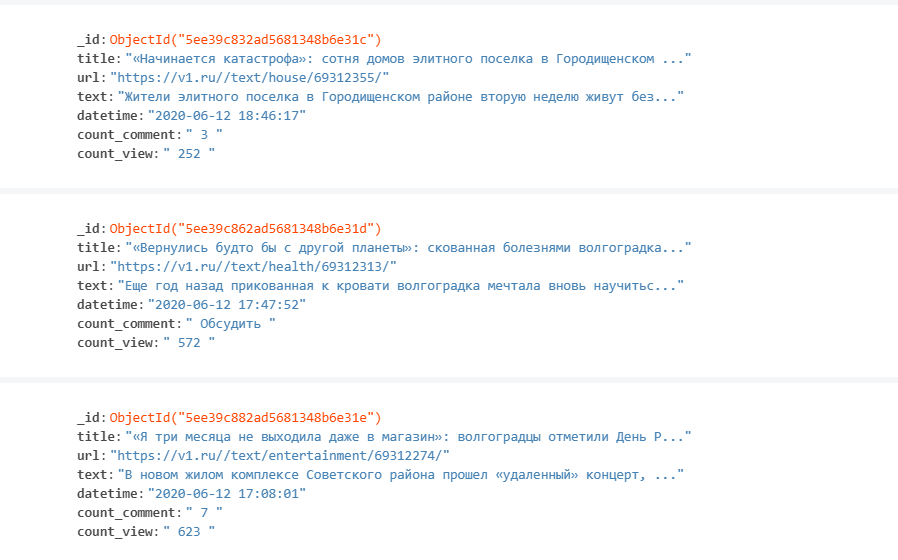 _id: ObjectId("5ee39c832ad5681348b6e31c")
title: "«Начинается катастрофа»: сотня домов элитного поселка в Городищенском ..."
url: "https://v1.ru//text/house/69312355/"
text: "Жители элитного поселка в Городищенском районе вторую неделю живут без..."
datetime: "2020-06-12 18:46:17"
count_comment: " 3 "
count_view: " 252 "
_id: ObjectId("5ee39c862ad5681348b6e31d")
title: "«Вернулись будто бы с другой планеты»: скованная болезнями волгоградка..."
url: "https://v1.ru//text/health/69312313/"
text: "Еще год назад прикованная к кровати волгоградка мечтала вновь научитьс..."
datetime: "2020-06-12 17:47:52"
count_comment: " Обсудить "
count_view: " 572 "
_id: ObjectId("5ee39c882ad5681348b6e31e")
title: "«Я три месяца не выходила даже в магазин»: волгоградцы отметили День Р..."
url: "https://v1.ru//text/entertainment/69312274/"
text: "В новом жилом комплексе Советского района прошел «удаленный» концерт, ..."
datetime: "2020-06-12 17:08:01"
count_comment: " 7 "
count_view: " 623 "